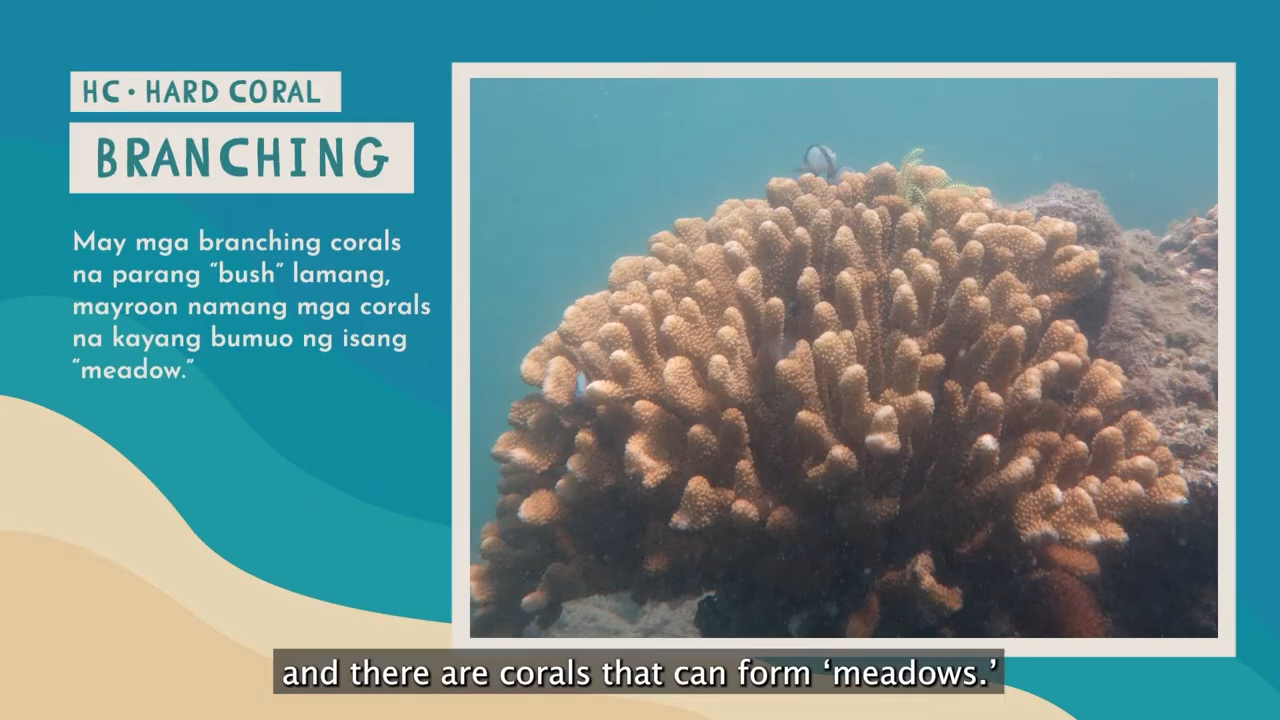 HC • HARD CORAL
BRANCHING
May mga branching corals
na parang “bush” lamang,
mayroon namang mga corals
na kayang bumuo ng isang
“meadow.”
and there are corals that can form ‘meadows.’